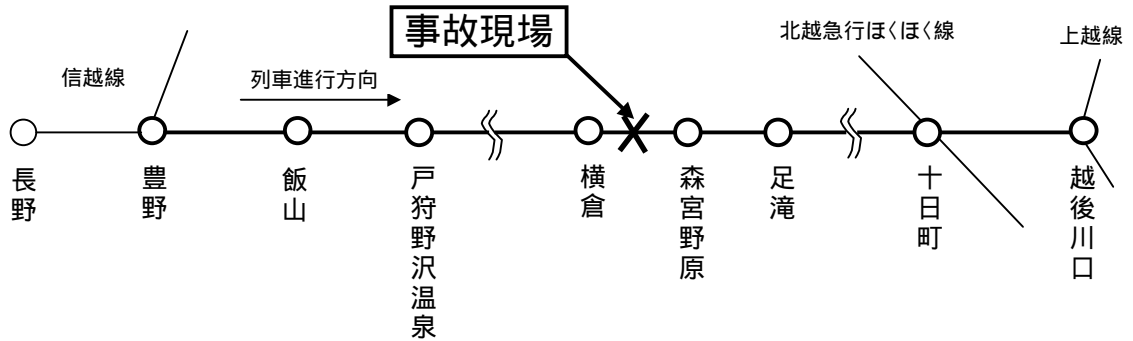 事故現場
北越急行ほくほく線
上越線
信越線
列車進行方向
長野
豊野
飯山
戸狩野沢温泉
横倉
森宮野原
足滝
十日町
越後川口